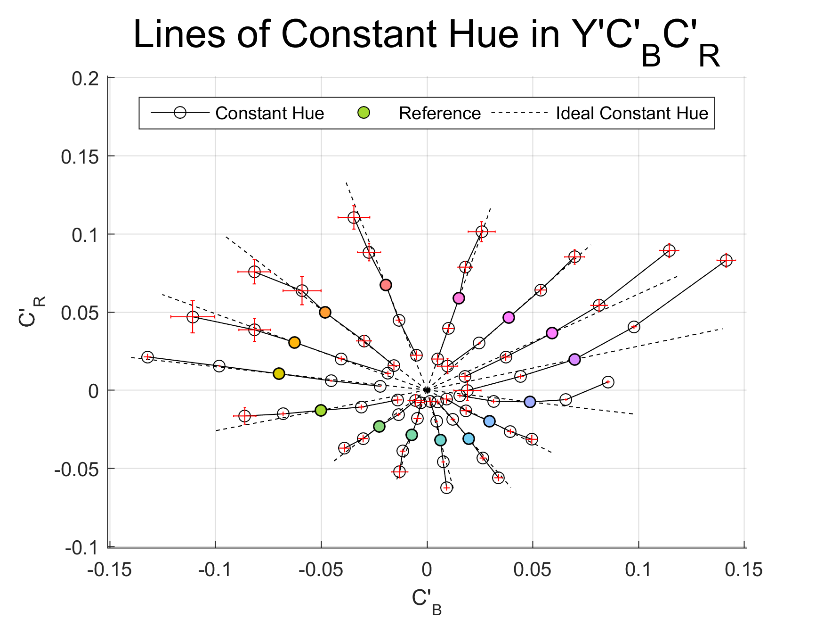 Lines of Constant Hue in Y'C'BC'R
Constant Hue Reference Ideal Constant Hue
0.2
0.15
0.1
0.05
0
-0.05
-0.1
C'R
-0.15 -0.1 -0.05 0 0.05 0.1 0.15
C'B